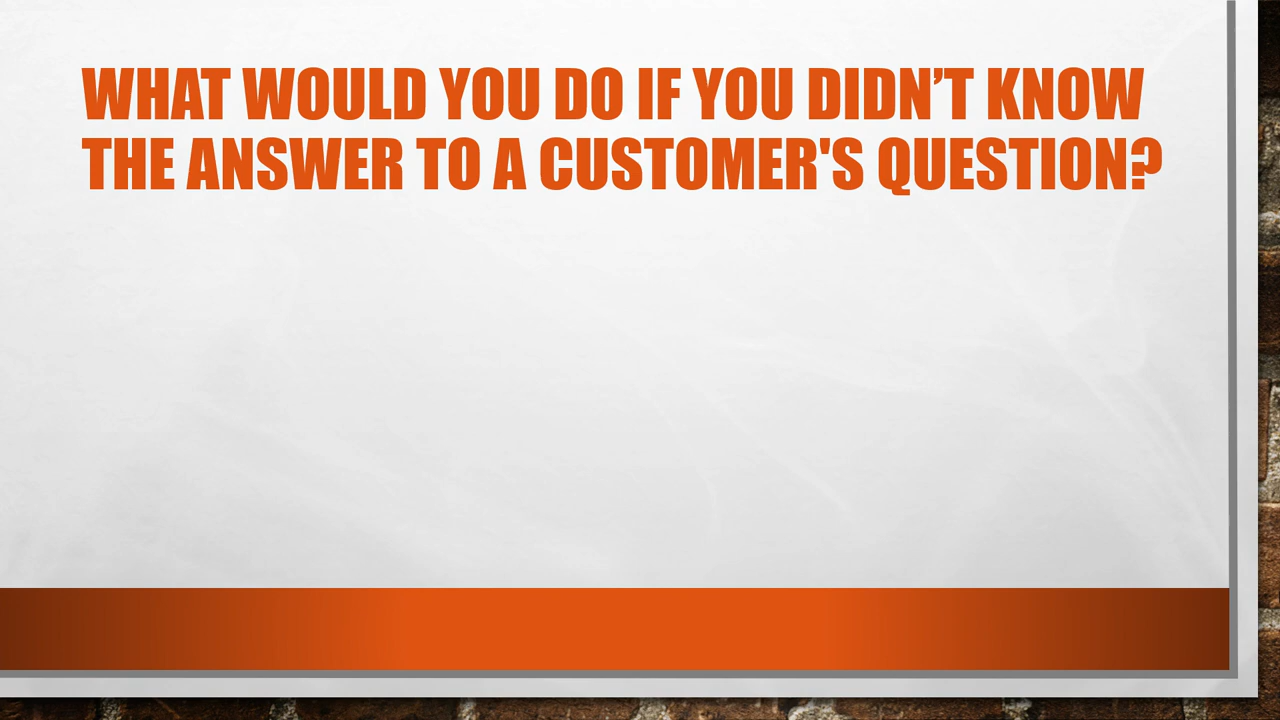 WHAT WOULD YOU DO IF YOU DIDN’T KNOW
THE ANSWER TO A CUSTOMER'S QUESTION?